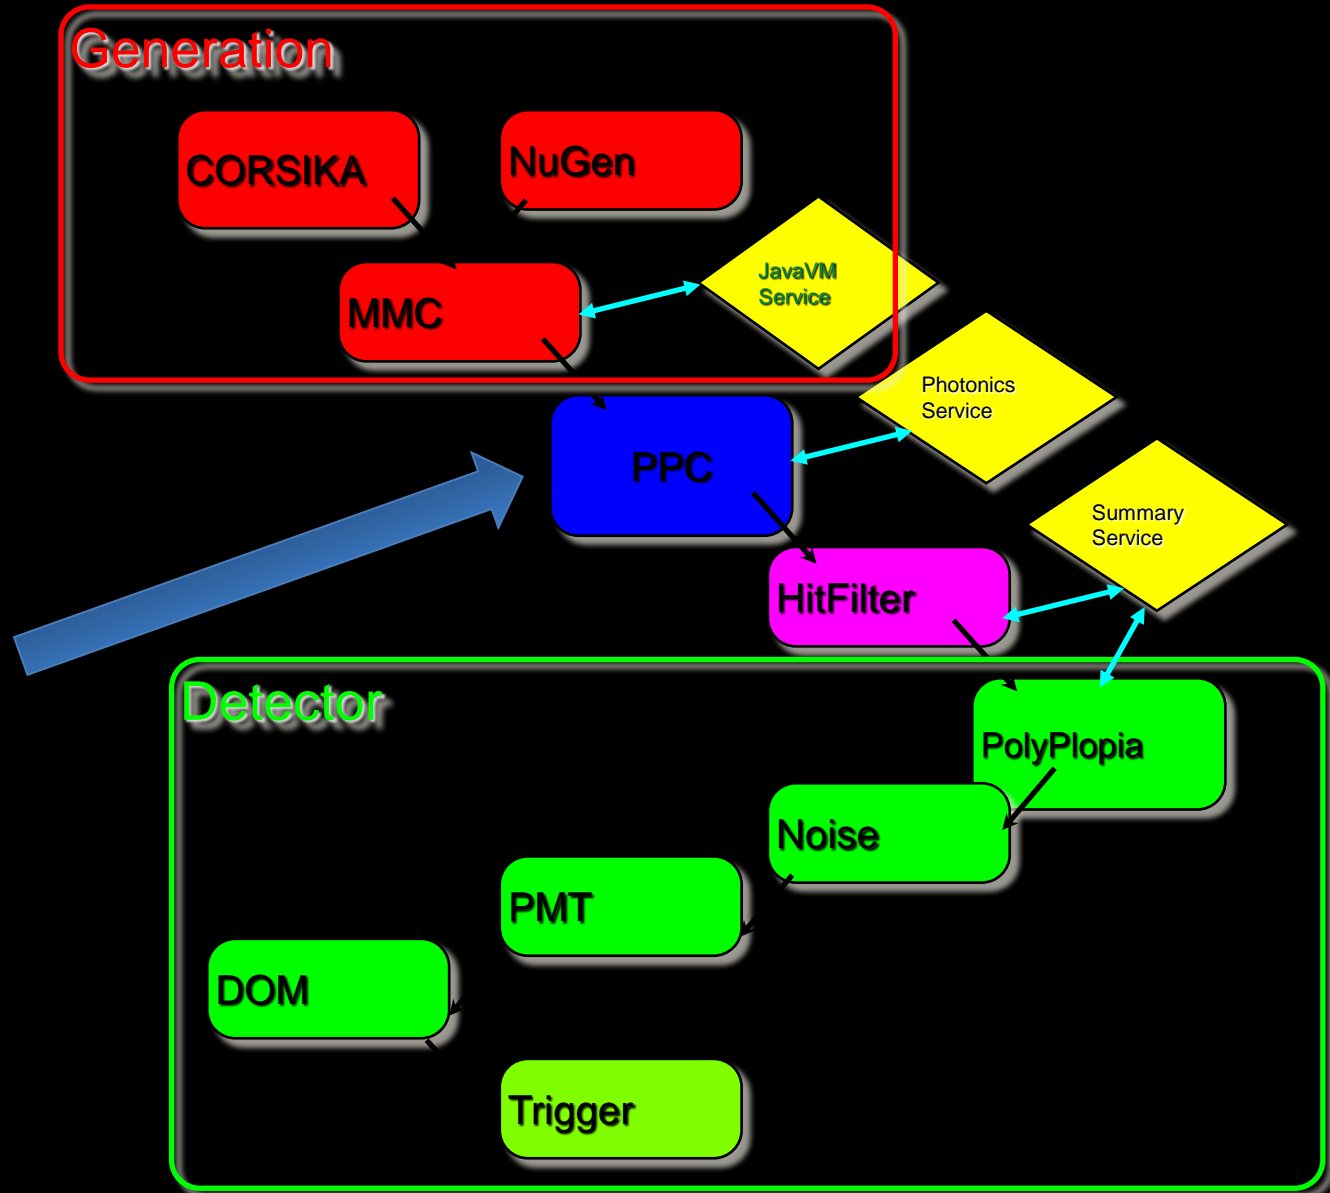 Generation
CORSIKA
NuGen
MMC
JavaVM
Service
Photonics
Service
PPC
Summary
Service
HitFilter
Detector
PolyPlopia
Noise
PMT
DOM
Trigger